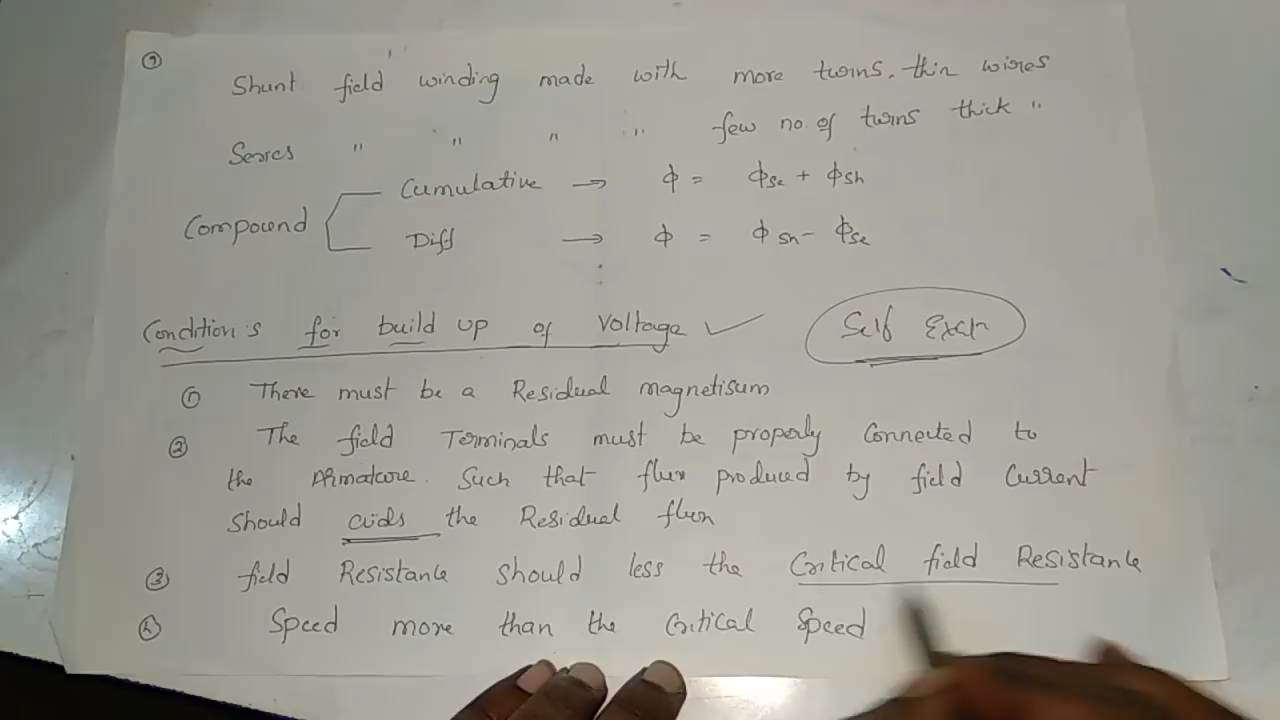 ⑨
Shunt field winding made with more turns. thin wires
Series " " " " few no. of turns thick "
Compound
Cumulative → ϕ = ϕse + ϕsh
Diff → ϕ = ϕsh - ϕse
Condition's for build up of Voltage ✓
Self Exctn
① There must be a Residual magnetisum
② The field Terminals must be properly Connected to
the Armature. Such that flux produced by field Current
should aids the Residual flux
③ field Resistance should less the Critical field Resistance
④ Speed more than the Critical Speed